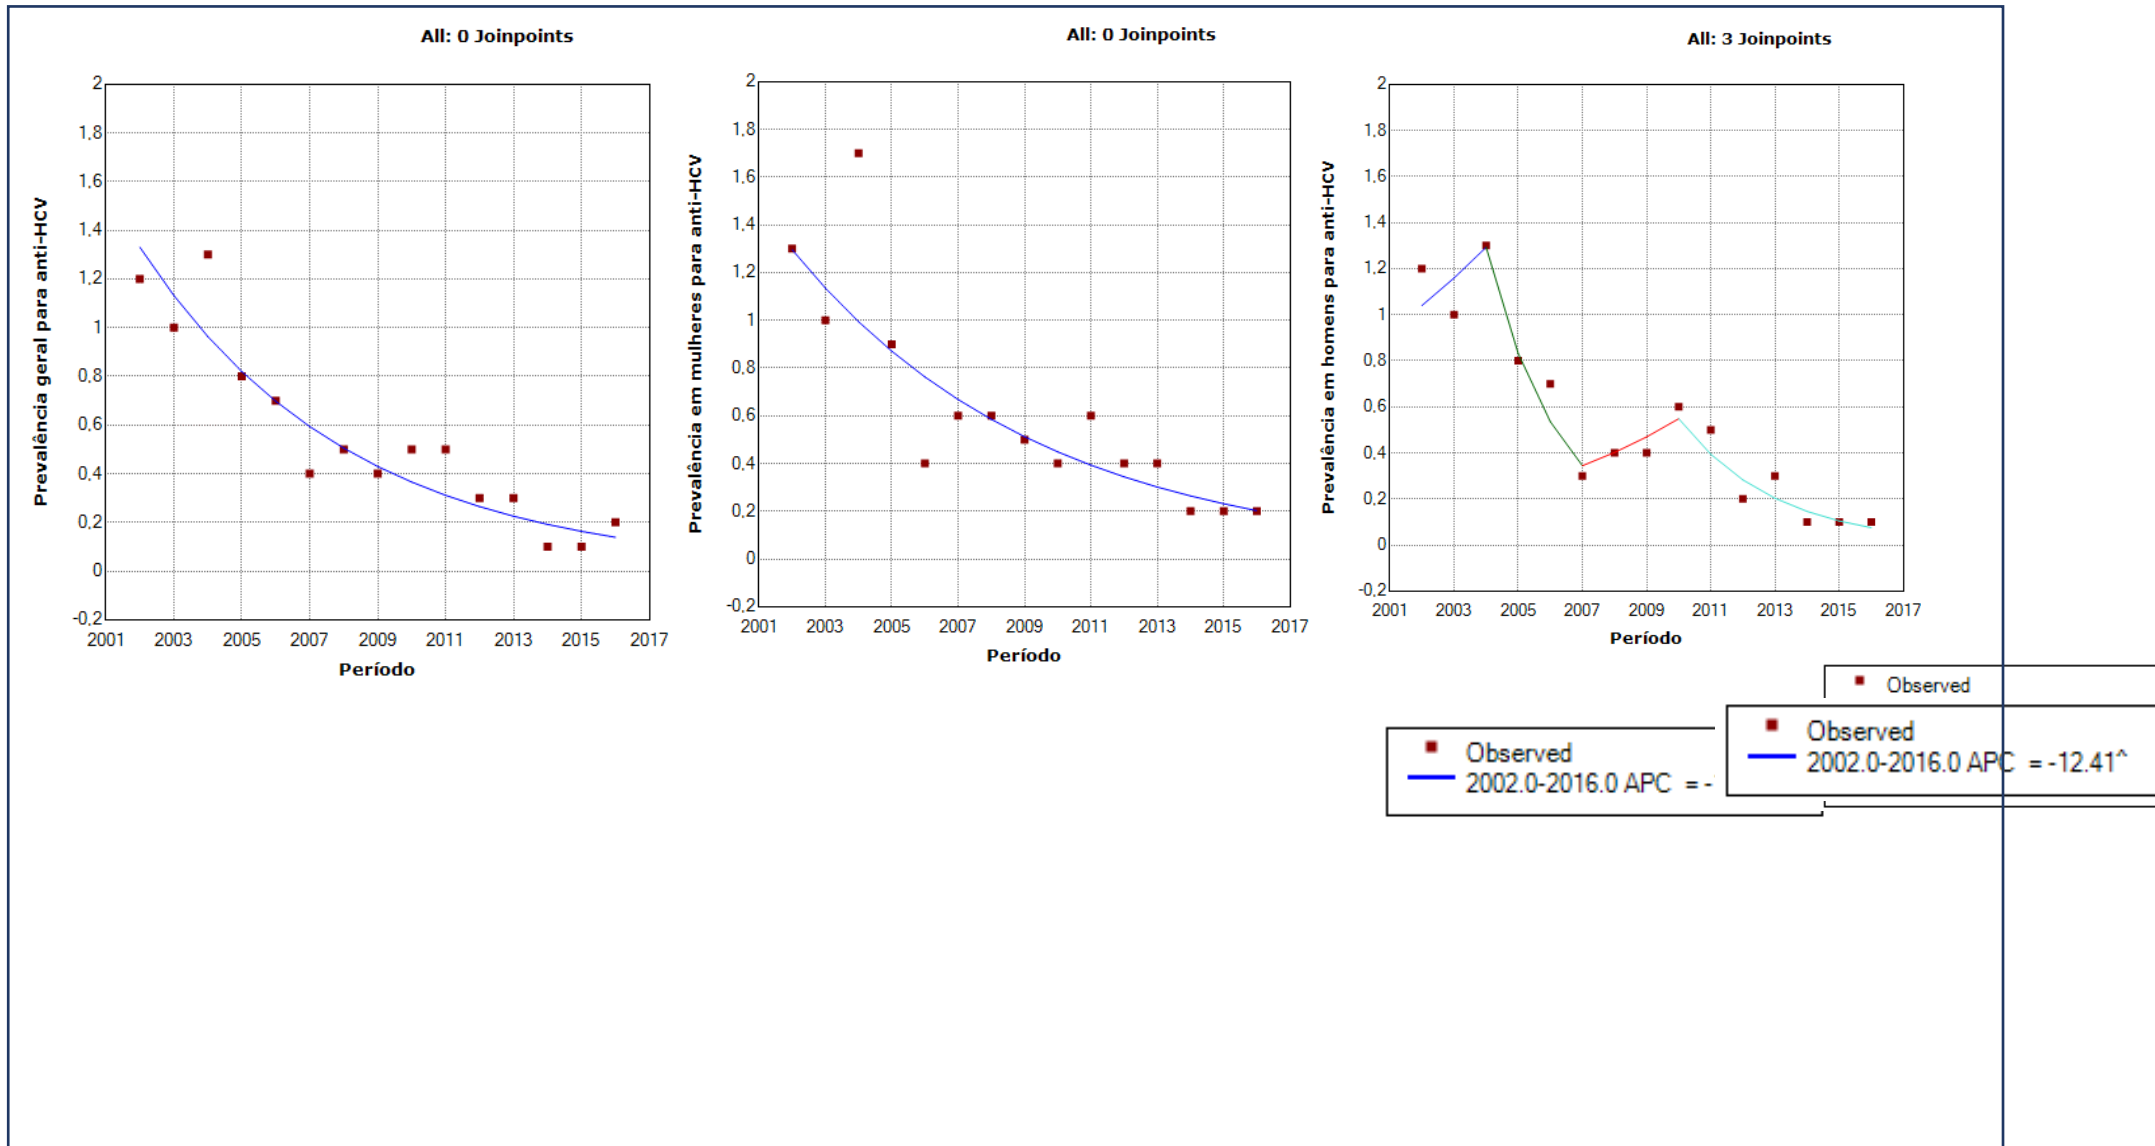 All: 0 Joinpoints
Prevalência geral para anti-HCV
2
1,8
1,6
1,4
1,2
1
0,8
0,6
0,4
0,2
0
-0,2
2001 2003 2005 2007 2009 2011 2013 2015 2017
Período
All: 0 Joinpoints
Prevalência em mulheres para anti-HCV
2
1,8
1,6
1,4
1,2
1
0,8
0,6
0,4
0,2
0
-0,2
2001 2003 2005 2007 2009 2011 2013 2015 2017
Período
All: 3 Joinpoints
Prevalência em homens para anti-HCV
2
1,8
1,6
1,4
1,2
1
0,8
0,6
0,4
0,2
0
-0,2
2001 2003 2005 2007 2009 2011 2013 2015 2017
Período
Observed
Observed
2002.0-2016.0 APC = -
Observed
2002.0-2016.0 APC = -12.41^